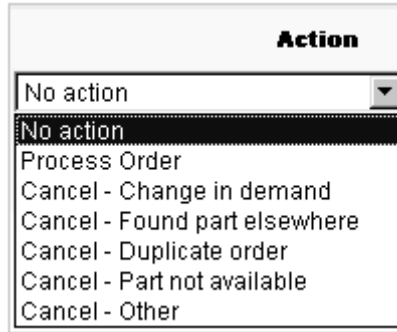 Action
No action
No action
Process Order
Cancel - Change in demand
Cancel - Found part elsewhere
Cancel - Duplicate order
Cancel - Part not available
Cancel - Other